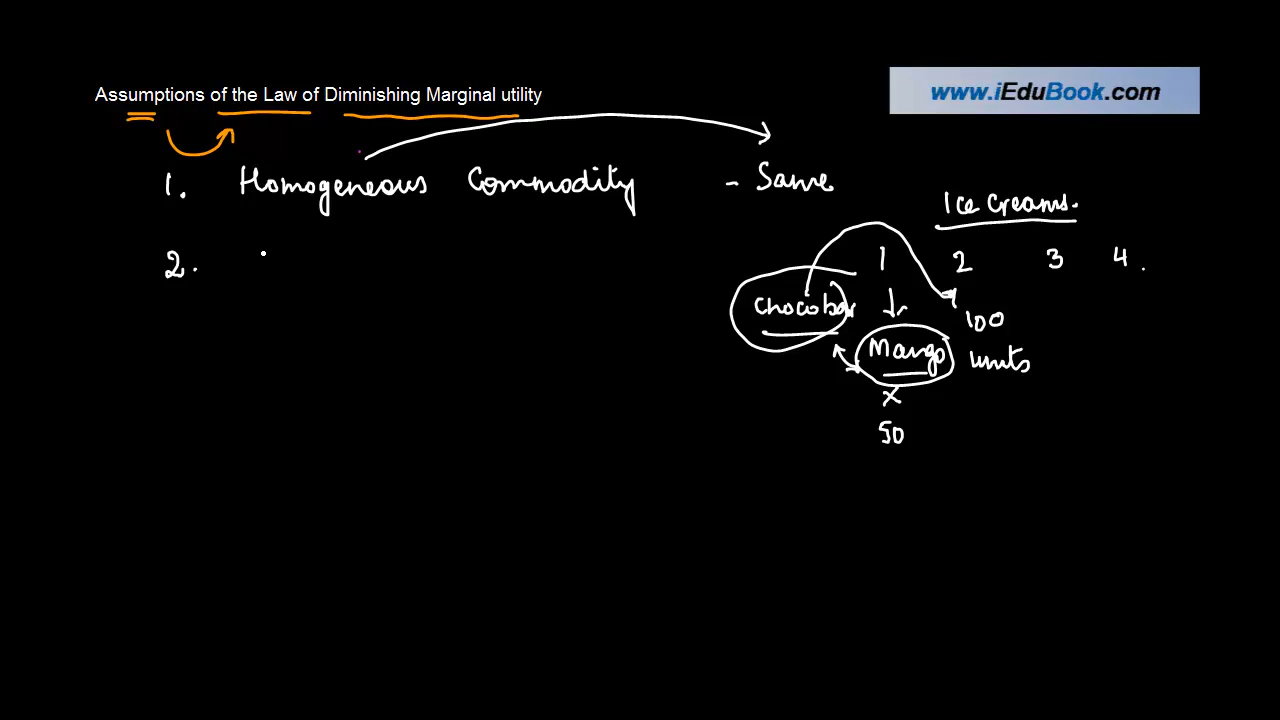 www.iEduBook.com
Assumptions of the Law of Diminishing Marginal utility
1. Homogeneous Commodity - Same
Ice Creams.
2.
1 2 3 4.
Chocobar
100
Mango units
x
50